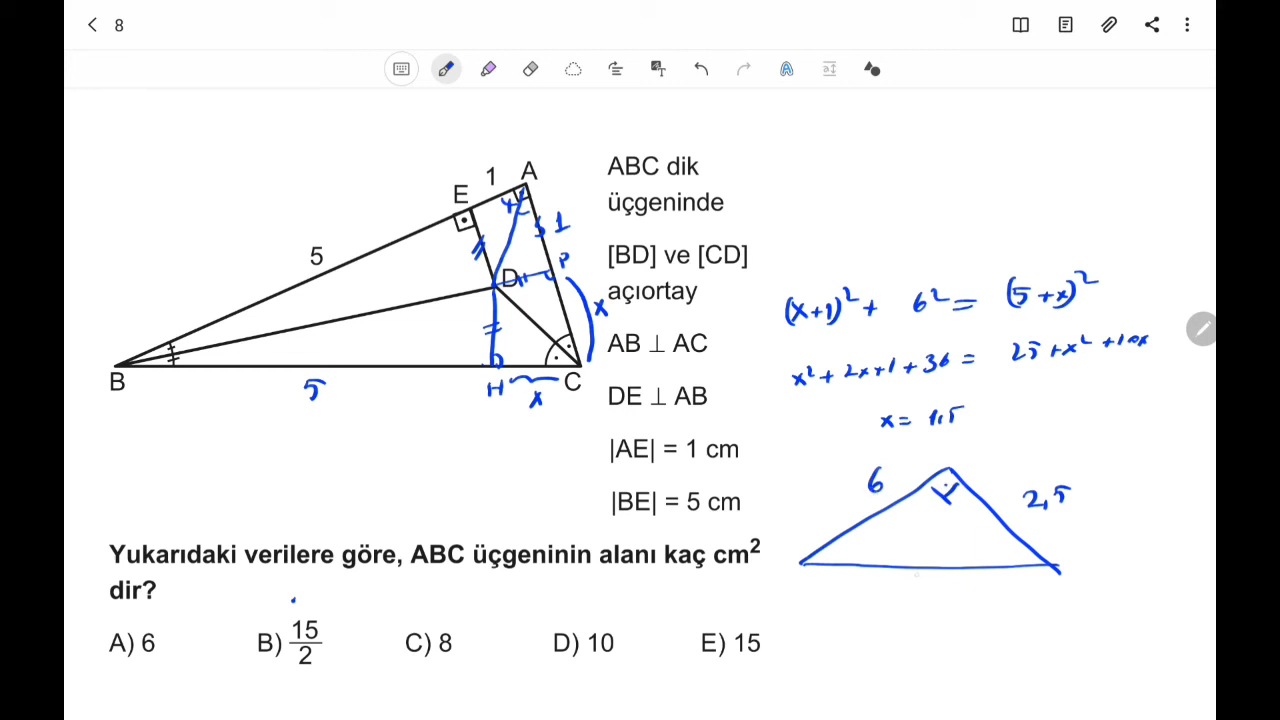 8
1 A
E
5
S 1
P
D
x
B
5
H
x
C
ABC dik
üçgeninde
[BD] ve [CD]
açıortay
AB ⊥ AC
DE ⊥ AB
|AE| = 1 cm
|BE| = 5 cm
(x+1)² + 6² = (5+x)²
x² + 2x+1+36 = 25+x²+10x
x = 1,5
6
2,5
Yukarıdaki verilere göre, ABC üçgeninin alanı kaç cm²
dir?
A) 6 B) 15/2 C) 8 D) 10 E) 15